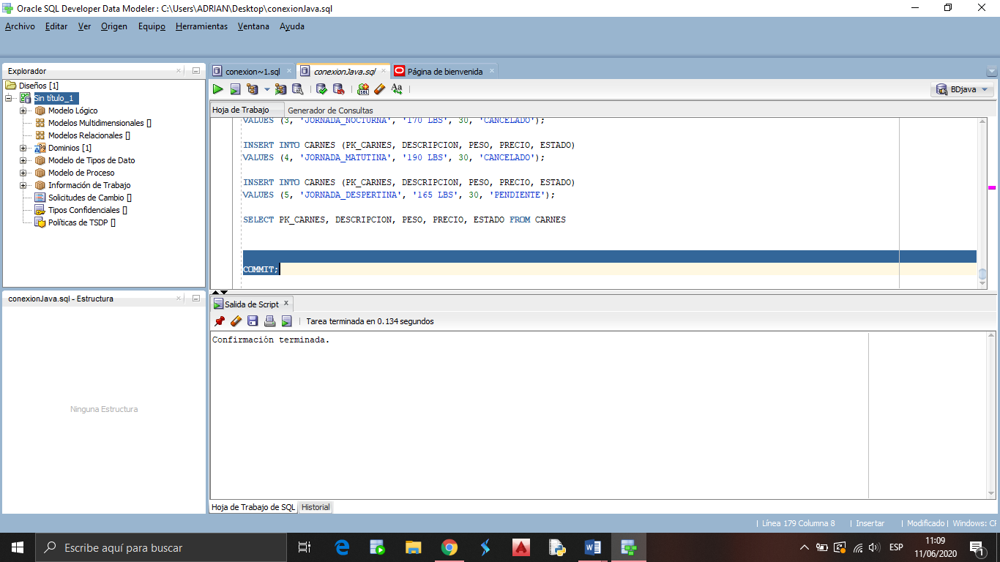 Oracle SQL Developer Data Modeler : C:\Users\ADRIAN\Desktop\conexionJava.sql
Archivo Editar Ver Origen Equipo Herramientas Ventana Ayuda
Explorador
Diseños [1]
Sin título_1
Modelo Lógico
Modelos Multidimensionales []
Modelos Relacionales []
Dominios [1]
Modelo de Tipos de Dato
Modelo de Proceso
Información de Trabajo
Solicitudes de Cambio []
Tipos Confidenciales []
Políticas de TSDP []
conexionJava.sql - Estructura
Ninguna Estructura
conexion~1.sql conexionJava.sql Página de bienvenida
BDjava
Hoja de Trabajo Generador de Consultas
VALUES (3, 'JORNADA_NOCTURNA', '170 LBS', 30, 'CANCELADO');
INSERT INTO CARNES (PK_CARNES, DESCRIPCION, PESO, PRECIO, ESTADO)
VALUES (4, 'JORNADA_MATUTINA', '190 LBS', 30, 'CANCELADO');
INSERT INTO CARNES (PK_CARNES, DESCRIPCION, PESO, PRECIO, ESTADO)
VALUES (5, 'JORNADA_DESPERTINA', '165 LBS', 30, 'PENDIENTE');
SELECT PK_CARNES, DESCRIPCION, PESO, PRECIO, ESTADO FROM CARNES
COMMIT;
Salida de Script x
Tarea terminada en 0.134 segundos
Confirmación terminada.
Hoja de Trabajo de SQL Historial
Línea 179 Columna 8 Insertar Modificado Windows: CF
Escribe aquí para buscar
ESP
11:09
11/06/2020
1